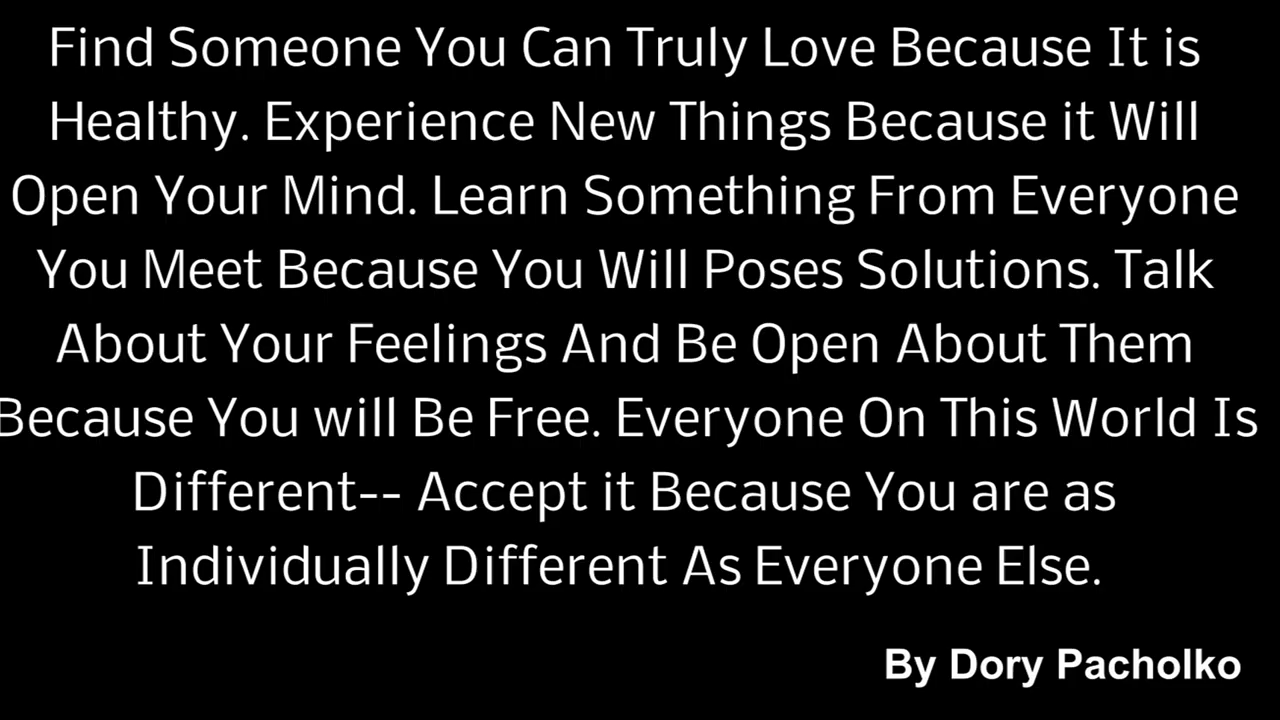 Find Someone You Can Truly Love Because It is
Healthy. Experience New Things Because it Will
Open Your Mind. Learn Something From Everyone
You Meet Because You Will Poses Solutions. Talk
About Your Feelings And Be Open About Them
Because You will Be Free. Everyone On This World Is
Different-- Accept it Because You are as
Individually Different As Everyone Else.
By Dory Pacholko